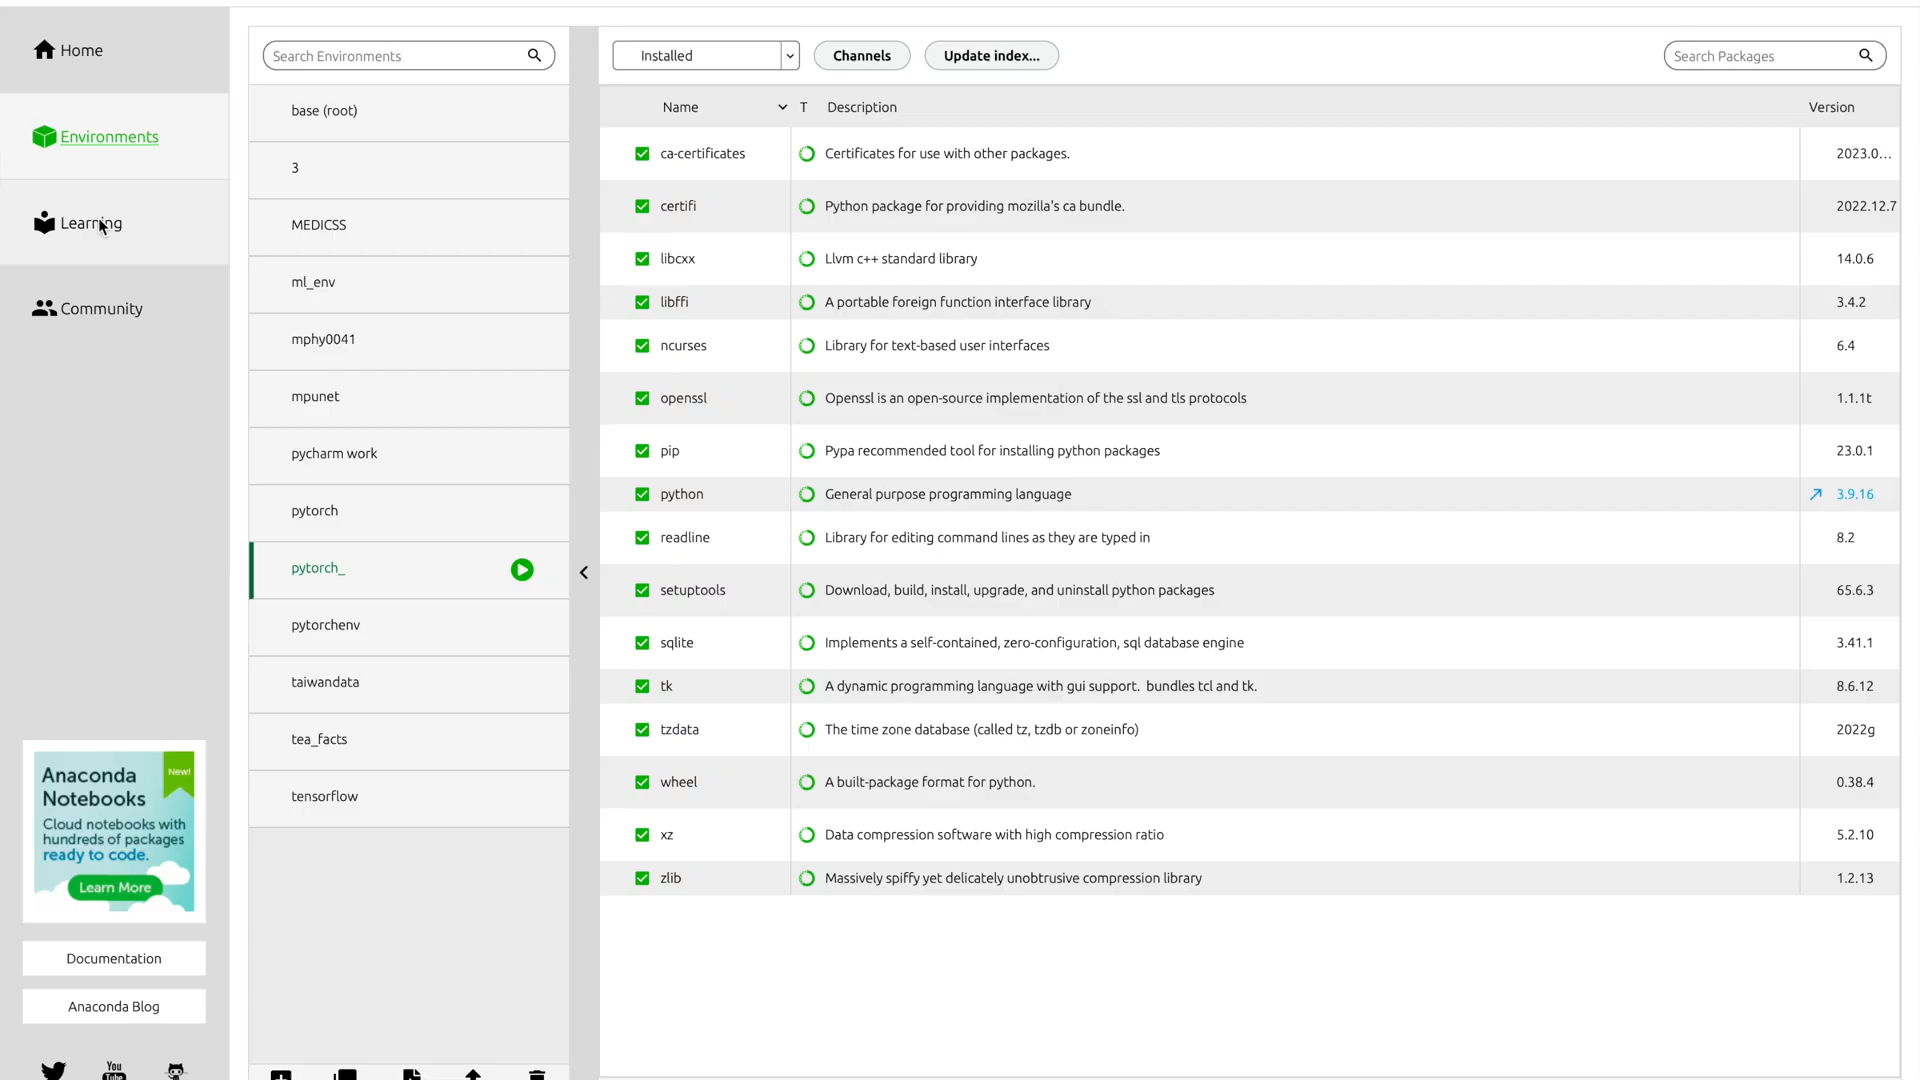 Home
Environments
Learning
Community
Anaconda
Notebooks
New!
Cloud notebooks with
hundreds of packages
ready to code.
Learn More
Documentation
Anaconda Blog
You
Tube
Search Environments
base (root)
3
MEDICSS
ml_env
mphy0041
mpunet
pycharm work
pytorch
pytorch_
pytorchenv
taiwandata
tea_facts
tensorflow
Installed Channels Update index... Search Packages
Name T Description Version
ca-certificates Certificates for use with other packages. 2023.0...
certifi Python package for providing mozilla's ca bundle. 2022.12.7
libcxx Llvm c++ standard library 14.0.6
libffi A portable foreign function interface library 3.4.2
ncurses Library for text-based user interfaces 6.4
openssl Openssl is an open-source implementation of the ssl and tls protocols 1.1.1t
pip Pypa recommended tool for installing python packages 23.0.1
python General purpose programming language 3.9.16
readline Library for editing command lines as they are typed in 8.2
setuptools Download, build, install, upgrade, and uninstall python packages 65.6.3
sqlite Implements a self-contained, zero-configuration, sql database engine 3.41.1
tk A dynamic programming language with gui support.  bundles tcl and tk. 8.6.12
tzdata The time zone database (called tz, tzdb or zoneinfo) 2022g
wheel A built-package format for python. 0.38.4
xz Data compression software with high compression ratio 5.2.10
zlib Massively spiffy yet delicately unobtrusive compression library 1.2.13